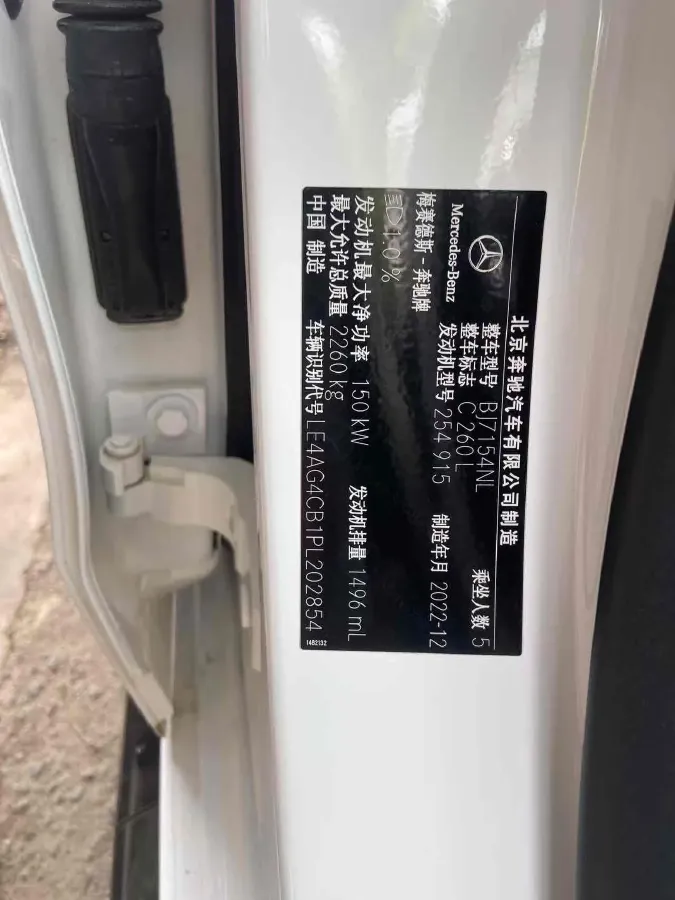 北京奔驰汽车有限公司制造
Mercedes-Benz
梅赛德斯-奔驰牌
整车型号 BJ7154NL 乘坐人数 5
整车标志 C 260 L
发动机型号 254 915 制造年月 2022-12
1.0 %
发动机最大净功率 150 kW 发动机排量 1496 mL
最大允许总质量 2260 kg
中国 制造 车辆识别代号 LE4AG4CB1PL202854
1482132